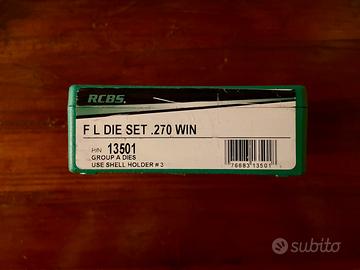 RCBS.
F L DIE SET .270 WIN
P/N 13501
GROUP A DIES
USE SHELL HOLDER # 3
76683 13501
subito